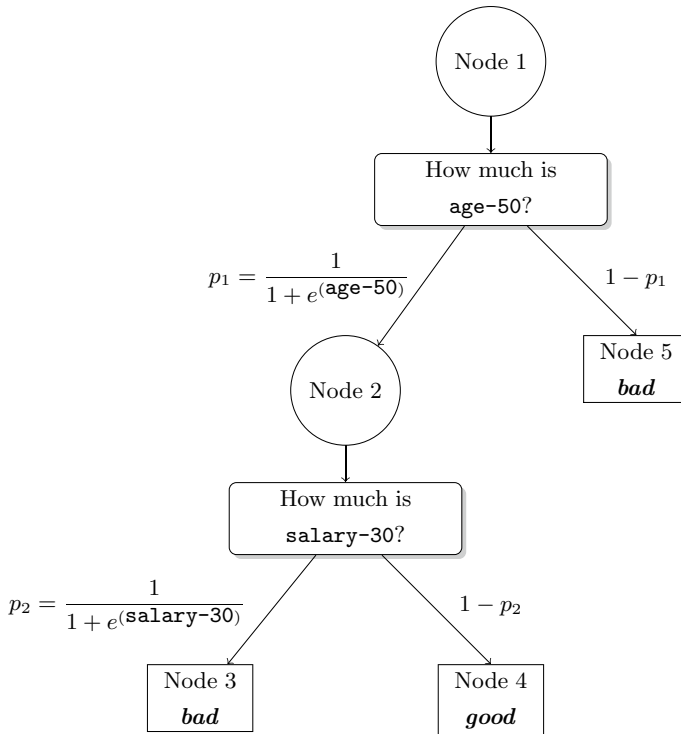 Node 1
How much is
age-50?
p₁ = 1 / (1 + e^(age-50))
1 − p₁
Node 5
bad
Node 2
How much is
salary-30?
p₂ = 1 / (1 + e^(salary-30))
1 − p₂
Node 3
bad
Node 4
good